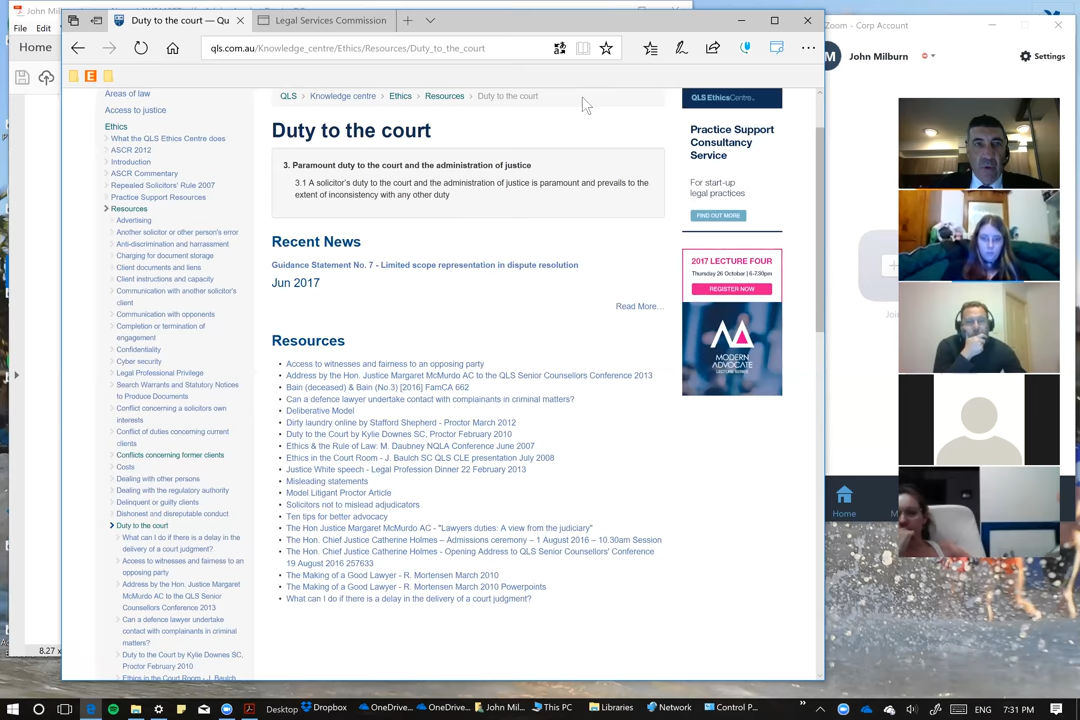 John Mil
File Edit
Home
8.27 x
Duty to the court — Qu
Legal Services Commission
qls.com.au/Knowledge_centre/Ethics/Resources/Duty_to_the_court
E
QLS > Knowledge centre > Ethics > Resources > Duty to the court
Areas of law
Access to justice
Ethics
What the QLS Ethics Centre does
ASCR 2012
Introduction
ASCR Commentary
Repealed Solicitors' Rule 2007
Practice Support Resources
Resources
Advertising
Another solicitor or other person's error
Anti-discrimination and harrassment
Charging for document storage
Client documents and liens
Client instructions and capacity
Communication with another solicitor's
client
Communication with opponents
Completion or termination of
engagement
Confidentiality
Cyber security
Legal Professional Privilege
Search Warrants and Statutory Notices
to Produce Documents
Conflict concerning a solicitors own
interests
Conflict of duties concerning current
clients
Conflicts concerning former clients
Costs
Dealing with other persons
Dealing with the regulatory authority
Delinquent or guilty clients
Dishonest and disreputable conduct
Duty to the court
What can I do if there is a delay in the
delivery of a court judgment?
Access to witnesses and fairness to an
opposing party
Address by the Hon. Justice Margaret
McMurdo AC to the QLS Senior
Counsellors Conference 2013
Can a defence lawyer undertake
contact with complainants in criminal
matters?
Duty to the Court by Kylie Downes SC,
Proctor February 2010
Ethics in the Court Room - J. Baulch
Duty to the court
3. Paramount duty to the court and the administration of justice
3.1 A solicitor's duty to the court and the administration of justice is paramount and prevails to the
extent of inconsistency with any other duty
Recent News
Guidance Statement No. 7 - Limited scope representation in dispute resolution
Jun 2017
Read More...
Resources
Access to witnesses and fairness to an opposing party
Address by the Hon. Justice Margaret McMurdo AC to the QLS Senior Counsellors Conference 2013
Bain (deceased) & Bain (No.3) [2016] FamCA 662
Can a defence lawyer undertake contact with complainants in criminal matters?
Deliberative Model
Dirty laundry online by Stafford Shepherd - Proctor March 2012
Duty to the Court by Kylie Downes SC, Proctor February 2010
Ethics & the Rule of Law: M. Daubney NQLA Conference June 2007
Ethics in the Court Room - J. Baulch SC QLS CLE presentation July 2008
Justice White speech - Legal Profession Dinner 22 February 2013
Misleading statements
Model Litigant Proctor Article
Solicitors not to mislead adjudicators
Ten tips for better advocacy
The Hon Justice Margaret McMurdo AC - "Lawyers duties: A view from the judiciary"
The Hon. Chief Justice Catherine Holmes – Admissions ceremony – 1 August 2016 – 10.30am Session
The Hon. Chief Justice Catherine Holmes - Opening Address to QLS Senior Counsellors' Conference
19 August 2016 257633
The Making of a Good Lawyer - R. Mortensen March 2010
The Making of a Good Lawyer - R. Mortensen March 2010 Powerpoints
What can I do if there is a delay in the delivery of a court judgment?
QLS EthicsCentre
Practice Support
Consultancy
Service
For start-up
legal practices
FIND OUT MORE
2017 LECTURE FOUR
Thursday 26 October | 6-7.30pm
REGISTER NOW
MODERN
ADVOCATE
LECTURE SERIES
Zoom - Corp Account
M John Milburn
Settings
Join
Home
M
Desktop
Dropbox
OneDrive...
OneDrive...
John Mil...
This PC
Libraries
Network
Control P...
ENG
7:31 PM